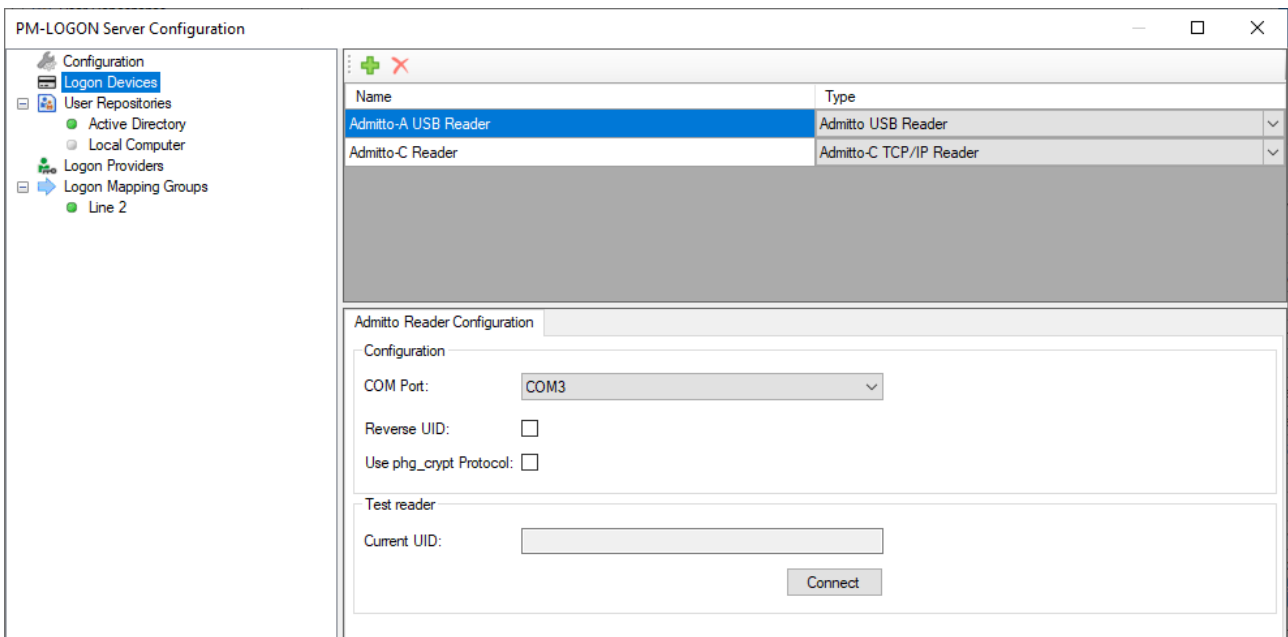 PM-LOGON Server Configuration
Configuration
Logon Devices
User Repositories
Active Directory
Local Computer
Logon Providers
Logon Mapping Groups
Line 2
Name Type
Admitto-A USB Reader Admitto USB Reader
Admitto-C Reader Admitto-C TCP/IP Reader
Admitto Reader Configuration
Configuration
COM Port: COM3
Reverse UID:
Use phg_crypt Protocol:
Test reader
Current UID:
Connect